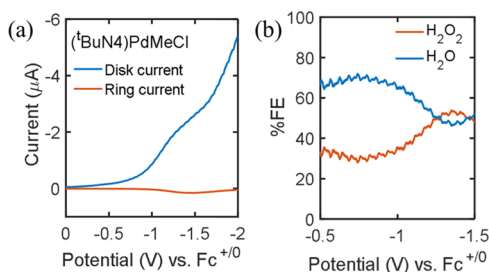 (a)
(ᵗBuN4)PdMeCl
Disk current
Ring current
-6
-4
-2
0
Current (μA)
0
-0.5
-1
-1.5
-2
Potential (V) vs. Fc⁺ᐟ⁰
(b)
H₂O₂
H₂O
100
80
60
40
20
0
%FE
-0.5
-1
-1.5
Potential (V) vs. Fc⁺ᐟ⁰